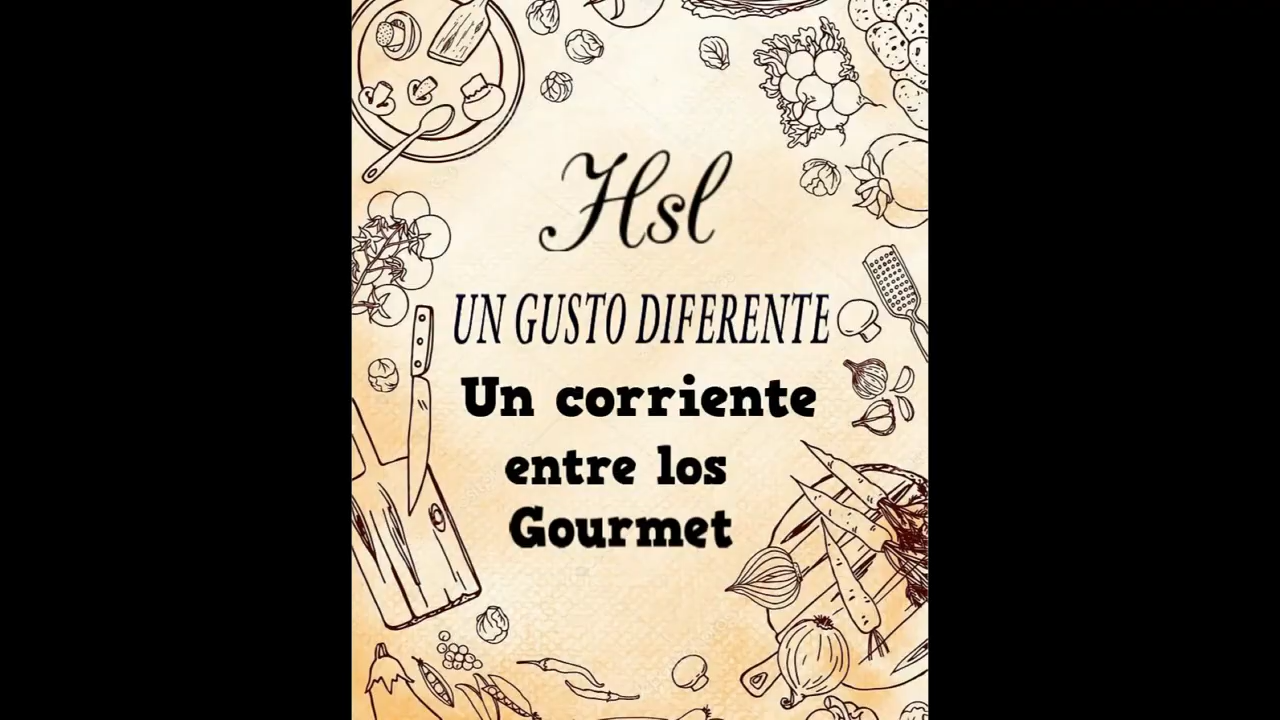 Hsl
UN GUSTO DIFERENTE
Un corriente
entre los
Gourmet